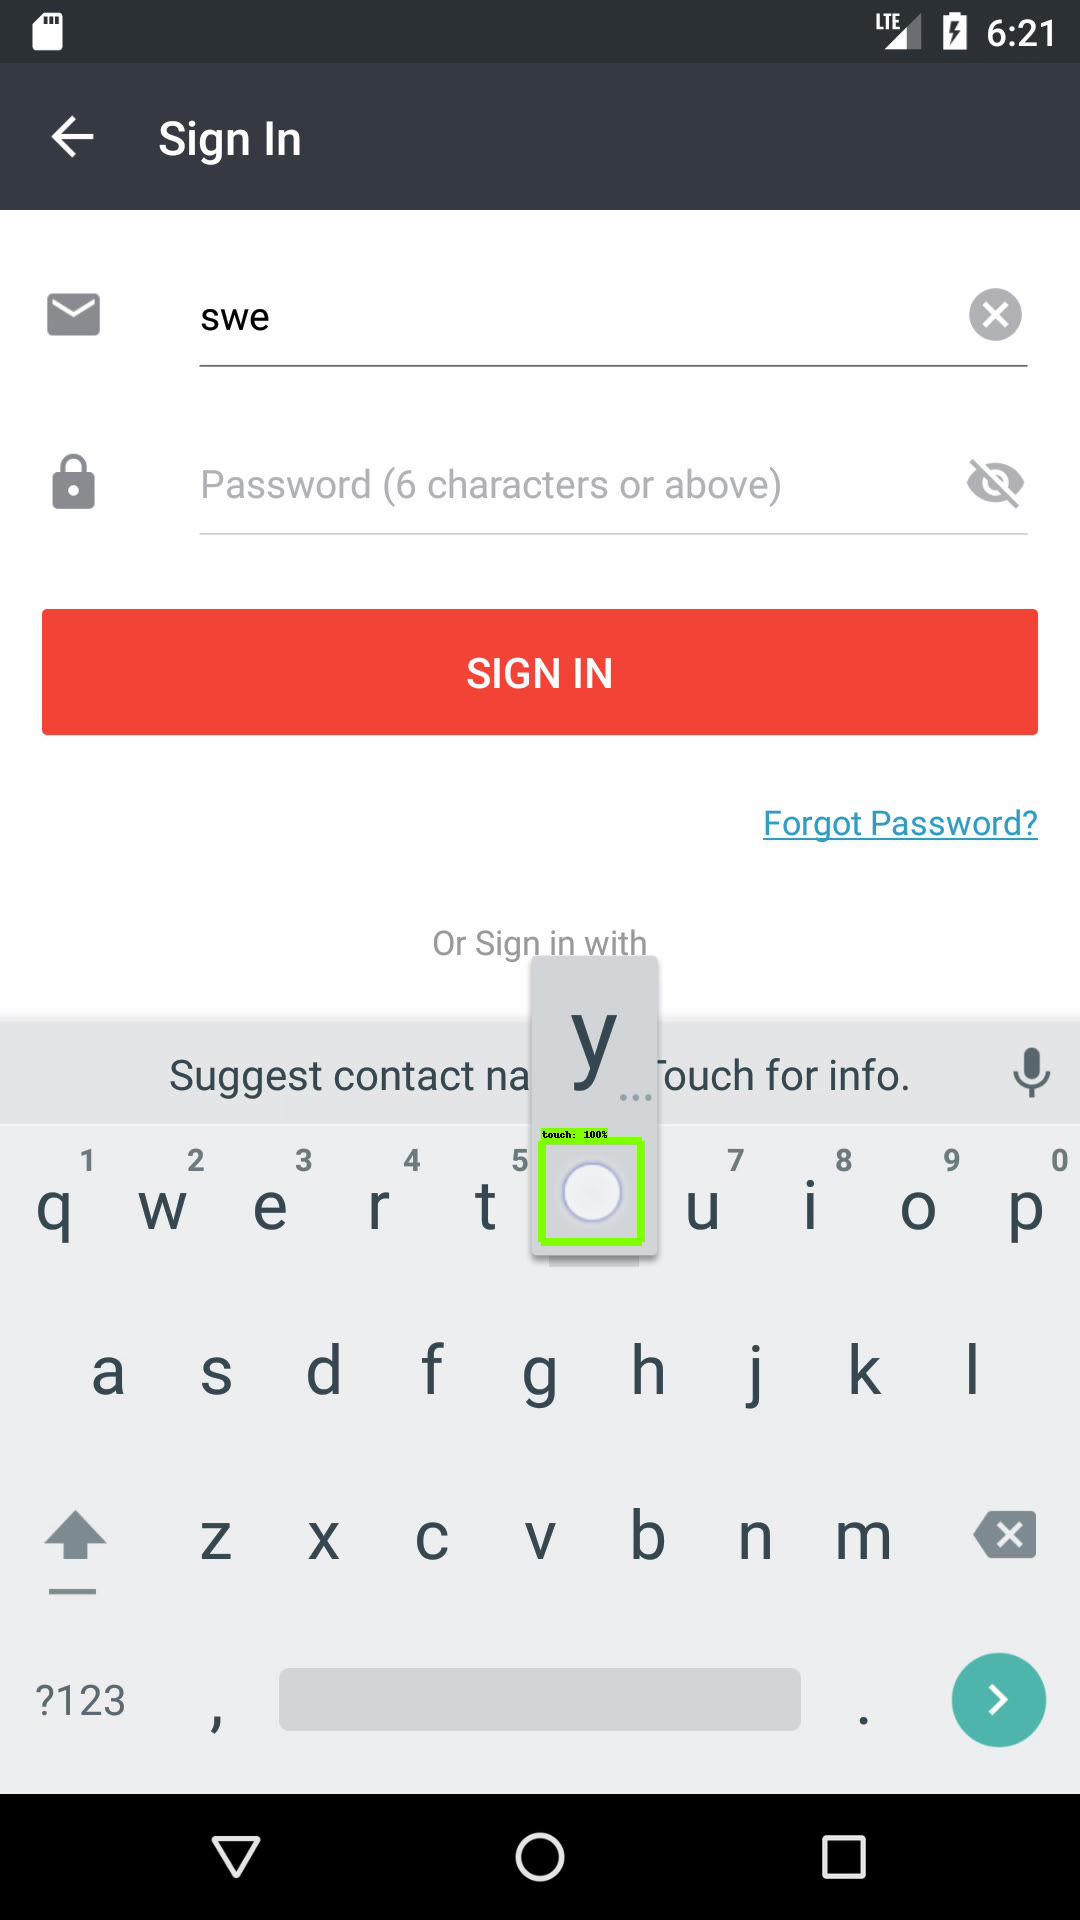 LTE 6:21
Sign In
swe
Password (6 characters or above)
SIGN IN
Forgot Password?
Or Sign in with
y
...
Suggest contact na Touch for info.
touch: 100%
1 2 3 4 5 7 8 9 0
q w e r t u i o p
a s d f g h j k l
z x c v b n m
?123 , .